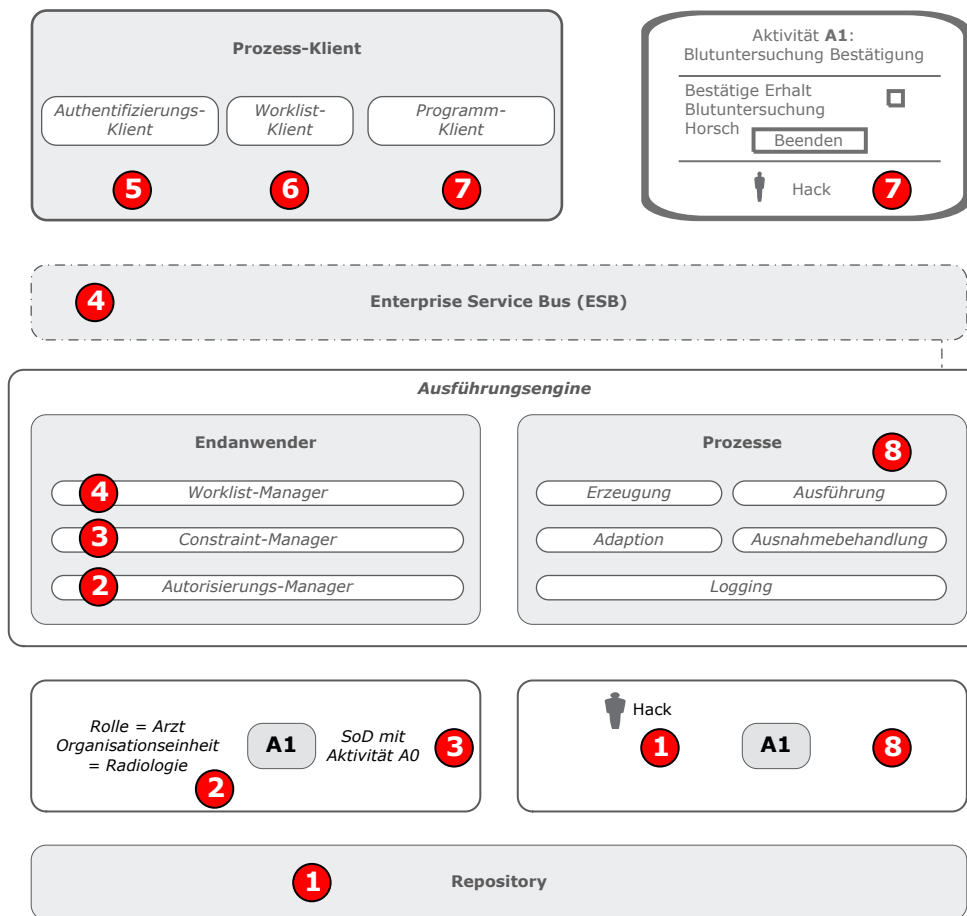 Prozess-Klient
Authentifizierungs-
Klient
Worklist-
Klient
Programm-
Klient
5
6
7
Aktivität A1:
Blutuntersuchung Bestätigung
Bestätige Erhalt
Blutuntersuchung
Horsch
Beenden
Hack
7
4
Enterprise Service Bus (ESB)
Ausführungsengine
Endanwender
4
Worklist-Manager
3
Constraint-Manager
2
Autorisierungs-Manager
Prozesse
8
Erzeugung
Ausführung
Adaption
Ausnahmebehandlung
Logging
Rolle = Arzt
Organisationseinheit
= Radiologie
2
A1
SoD mit
Aktivität A0
3
Hack
1
A1
8
1
Repository